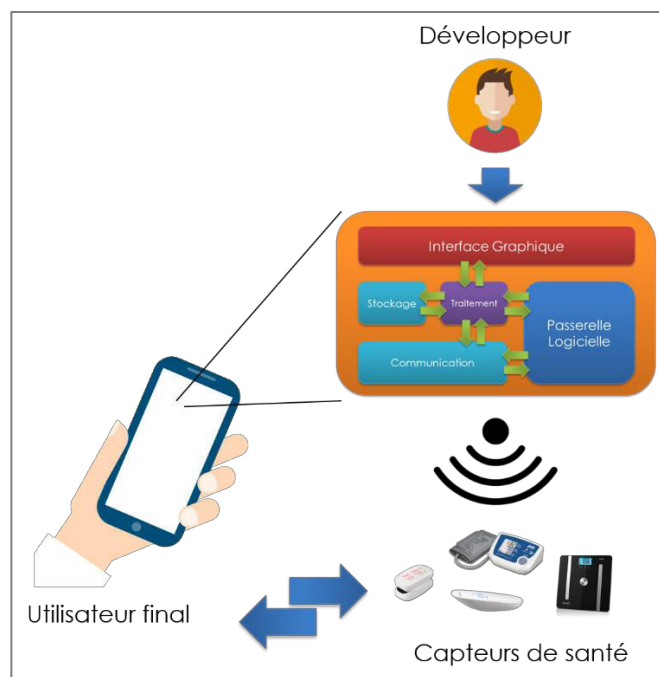 Développeur
Interface Graphique
Stockage
Traitement
Passerelle
Logicielle
Communication
Utilisateur final
Capteurs de santé